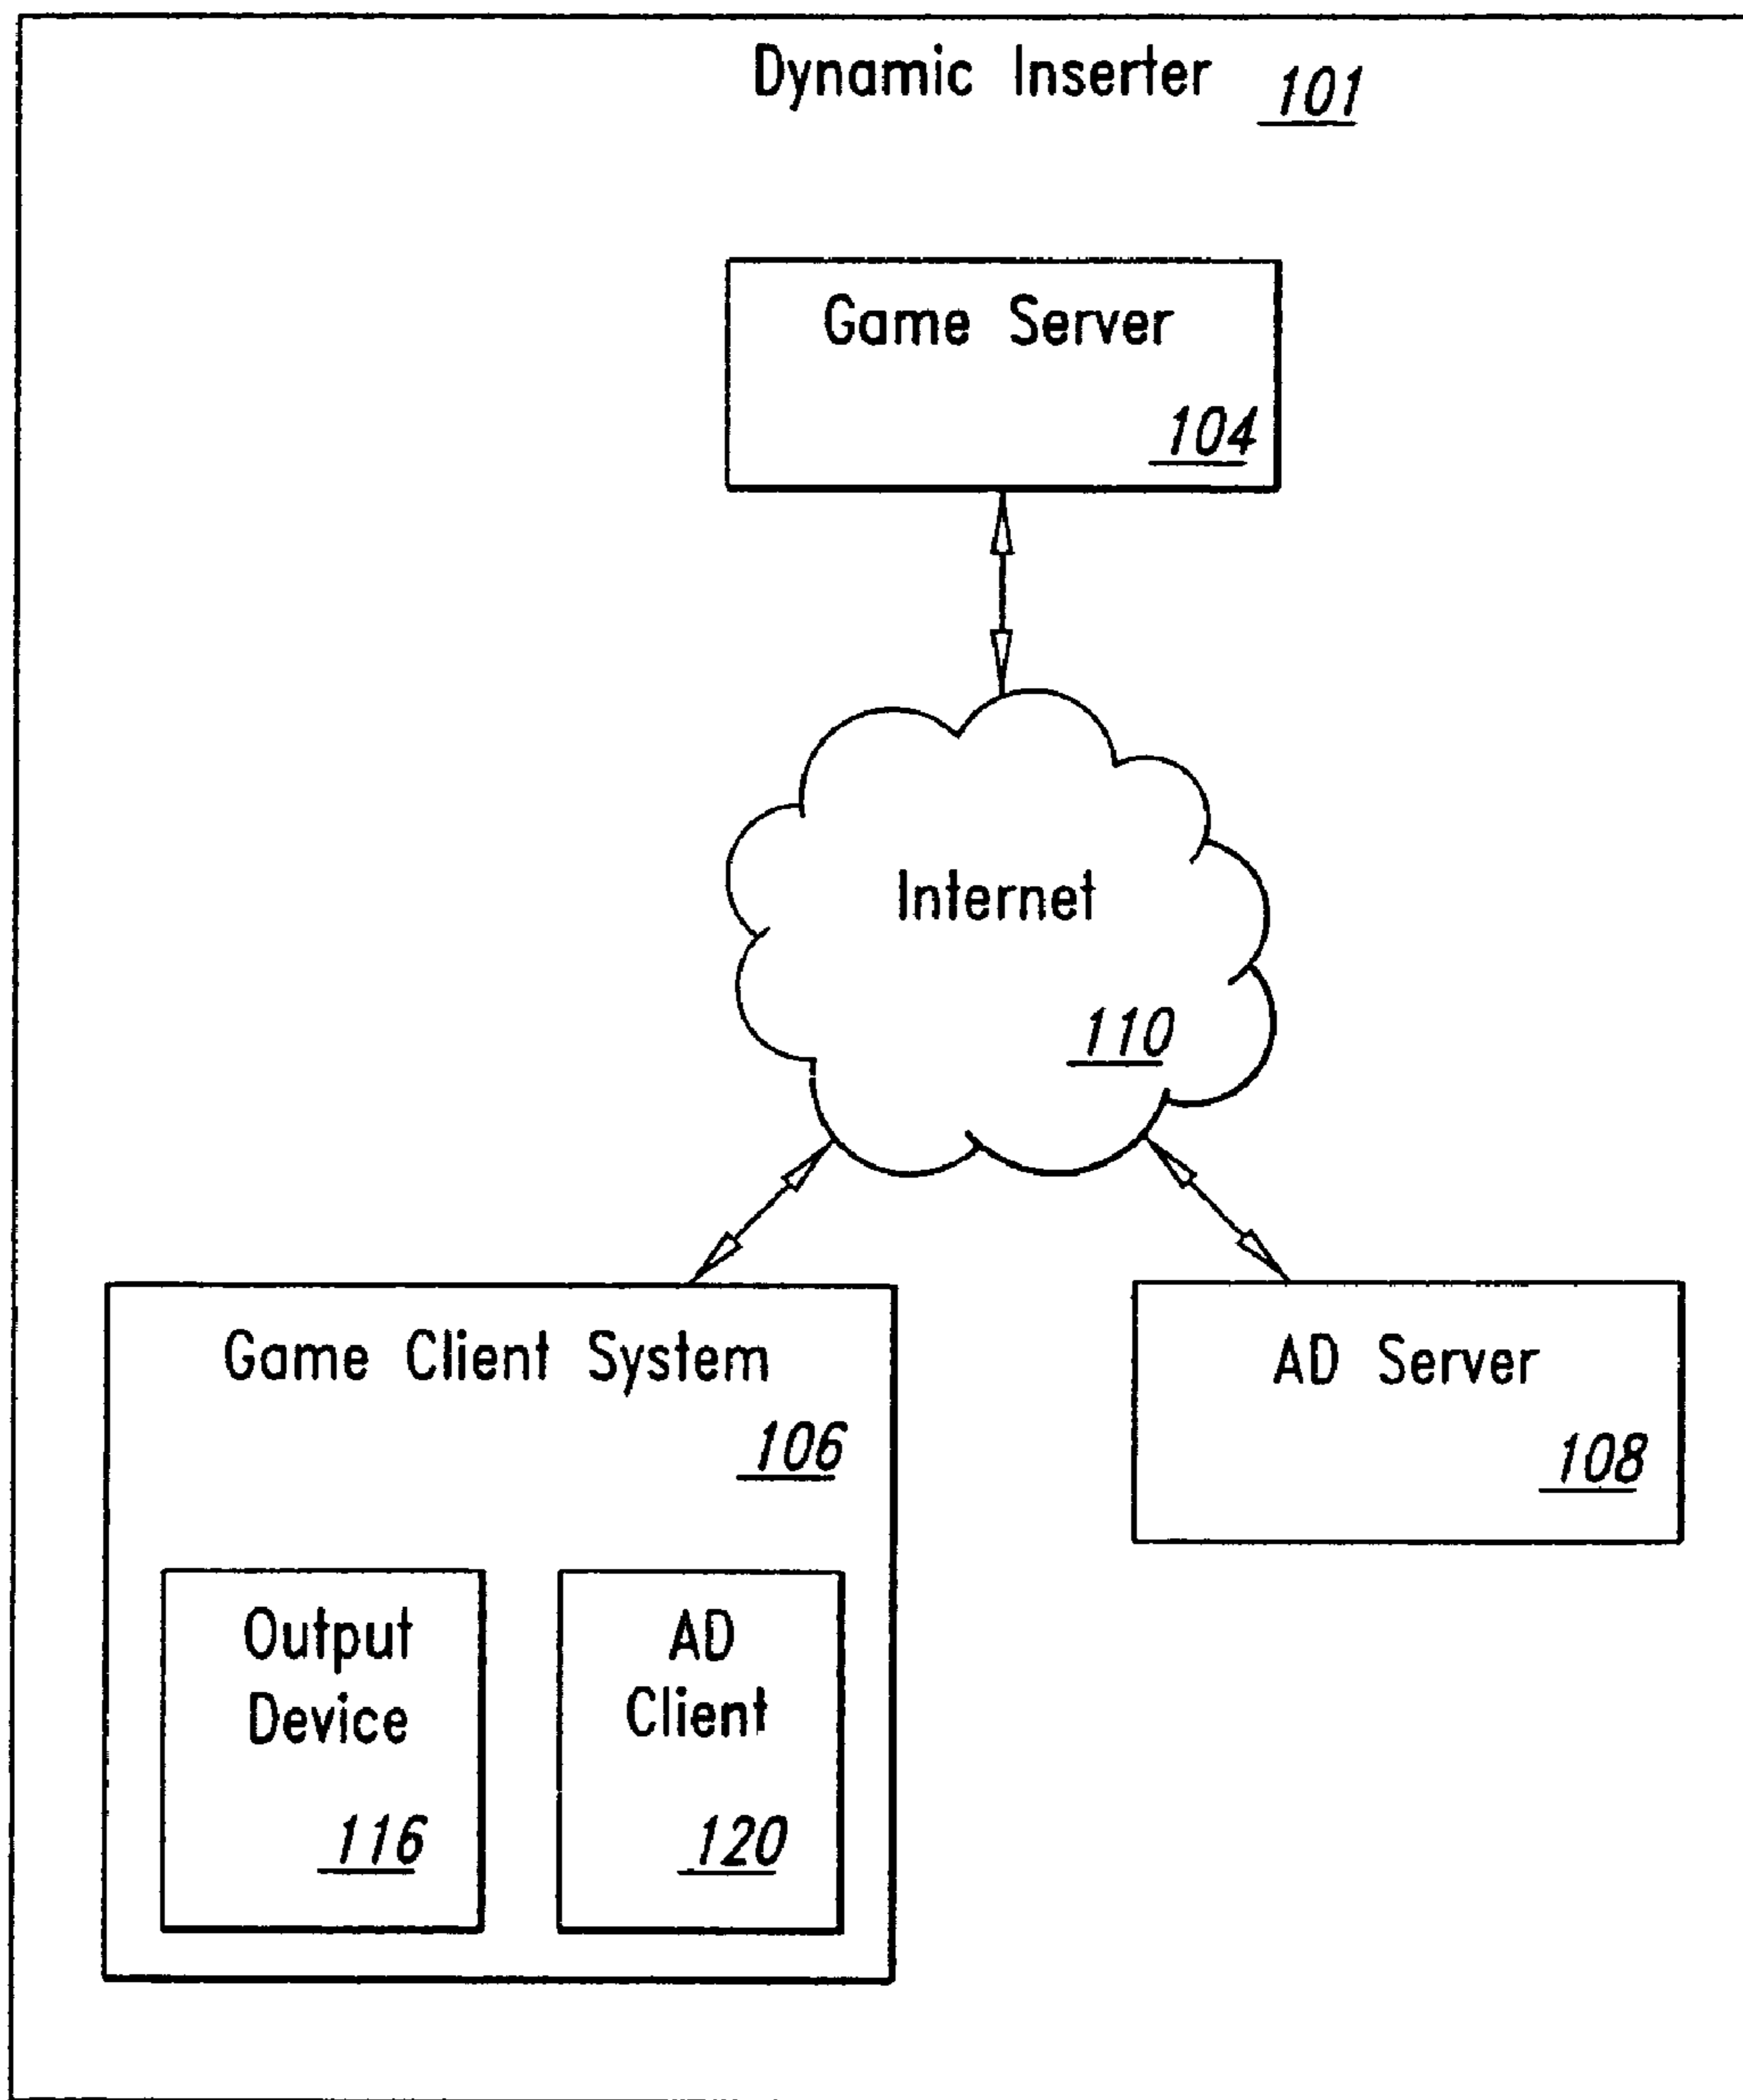 Dynamic Inserter 101
Game Server
104
Internet
110
Game Client System
106
Output
Device
116
AD
Client
120
AD Server
108